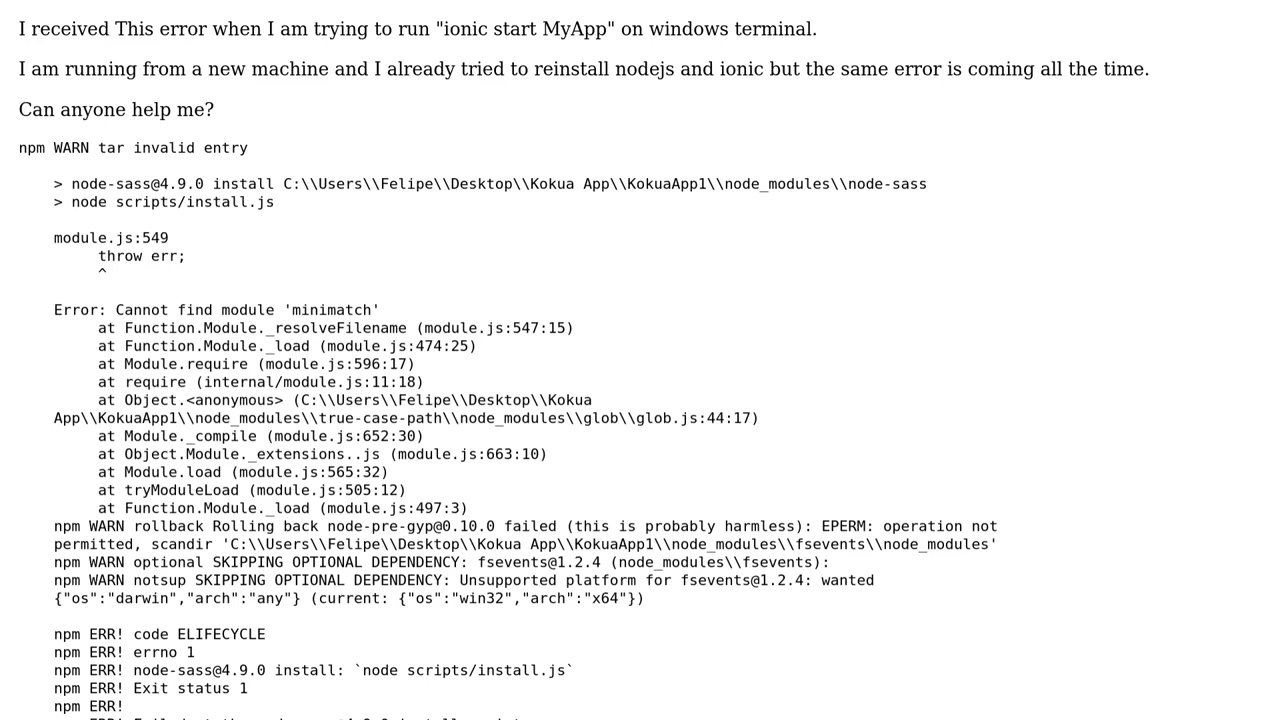 I received This error when I am trying to run "ionic start MyApp" on windows terminal.
I am running from a new machine and I already tried to reinstall nodejs and ionic but the same error is coming all the time.
Can anyone help me?
npm WARN tar invalid entry
> node-sass@4.9.0 install C:\\Users\\Felipe\\Desktop\\Kokua App\\KokuaApp1\\node_modules\\node-sass
> node scripts/install.js
module.js:549
throw err;
^
Error: Cannot find module 'minimatch'
at Function.Module._resolveFilename (module.js:547:15)
at Function.Module._load (module.js:474:25)
at Module.require (module.js:596:17)
at require (internal/module.js:11:18)
at Object.<anonymous> (C:\\Users\\Felipe\\Desktop\\Kokua
App\\KokuaApp1\\node_modules\\true-case-path\\node_modules\\glob\\glob.js:44:17)
at Module._compile (module.js:652:30)
at Object.Module._extensions..js (module.js:663:10)
at Module.load (module.js:565:32)
at tryModuleLoad (module.js:505:12)
at Function.Module._load (module.js:497:3)
npm WARN rollback Rolling back node-pre-gyp@0.10.0 failed (this is probably harmless): EPERM: operation not
permitted, scandir 'C:\\Users\\Felipe\\Desktop\\Kokua App\\KokuaApp1\\node_modules\\fsevents\\node_modules'
npm WARN optional SKIPPING OPTIONAL DEPENDENCY: fsevents@1.2.4 (node_modules\\fsevents):
npm WARN notsup SKIPPING OPTIONAL DEPENDENCY: Unsupported platform for fsevents@1.2.4: wanted
{"os":"darwin","arch":"any"} (current: {"os":"win32","arch":"x64"})
npm ERR! code ELIFECYCLE
npm ERR! errno 1
npm ERR! node-sass@4.9.0 install: `node scripts/install.js`
npm ERR! Exit status 1
npm ERR!